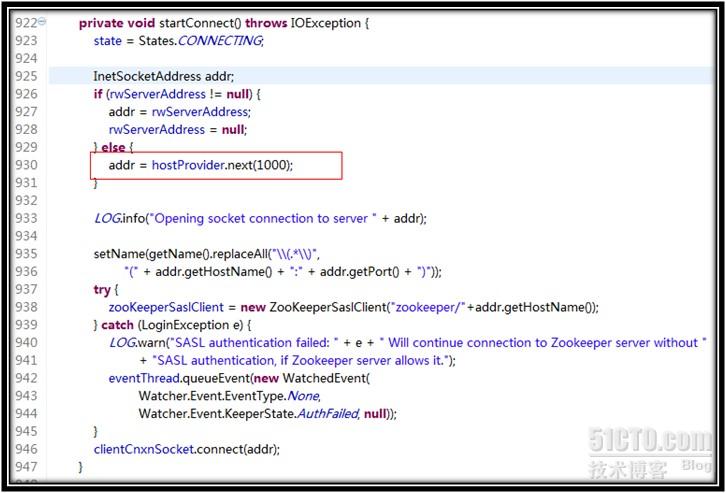 922 private void startConnect() throws IOException {
923 state = States.CONNECTING;
924
925 InetSocketAddress addr;
926 if (rwServerAddress != null) {
927 addr = rwServerAddress;
928 rwServerAddress = null;
929 } else {
930 addr = hostProvider.next(1000);
931 }
932
933 LOG.info("Opening socket connection to server " + addr);
934
935 setName(getName().replaceAll("\\(.*\\)",
936 "(" + addr.getHostName() + ":" + addr.getPort() + ")"));
937 try {
938 zooKeeperSaslClient = new ZooKeeperSaslClient("zookeeper/"+addr.getHostName());
939 } catch (LoginException e) {
940 LOG.warn("SASL authentication failed: " + e + " Will continue connection to Zookeeper server without "
941 + "SASL authentication, if Zookeeper server allows it.");
942 eventThread.queueEvent(new WatchedEvent(
943 Watcher.Event.EventType.None,
944 Watcher.Event.KeeperState.AuthFailed, null));
945 }
946 clientCnxnSocket.connect(addr);
947 }
51CTO.com
技术博客 Blog